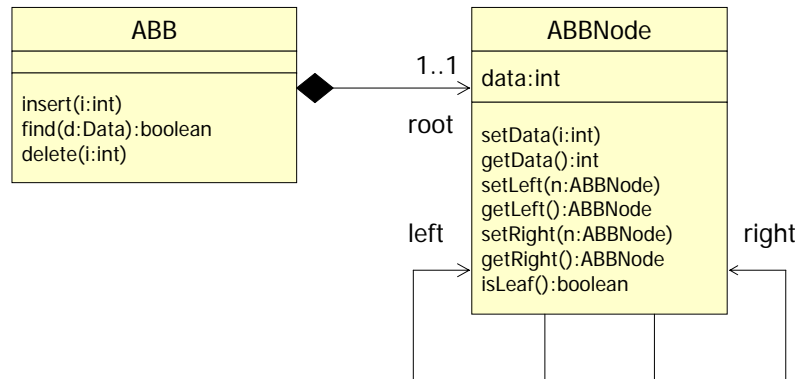 ABB
insert(i:int)
find(d:Data):boolean
delete(i:int)
1..1
root
ABBNode
data:int
setData(i:int)
getData():int
setLeft(n:ABBNode)
getLeft():ABBNode
setRight(n:ABBNode)
getRight():ABBNode
isLeaf():boolean
left
right